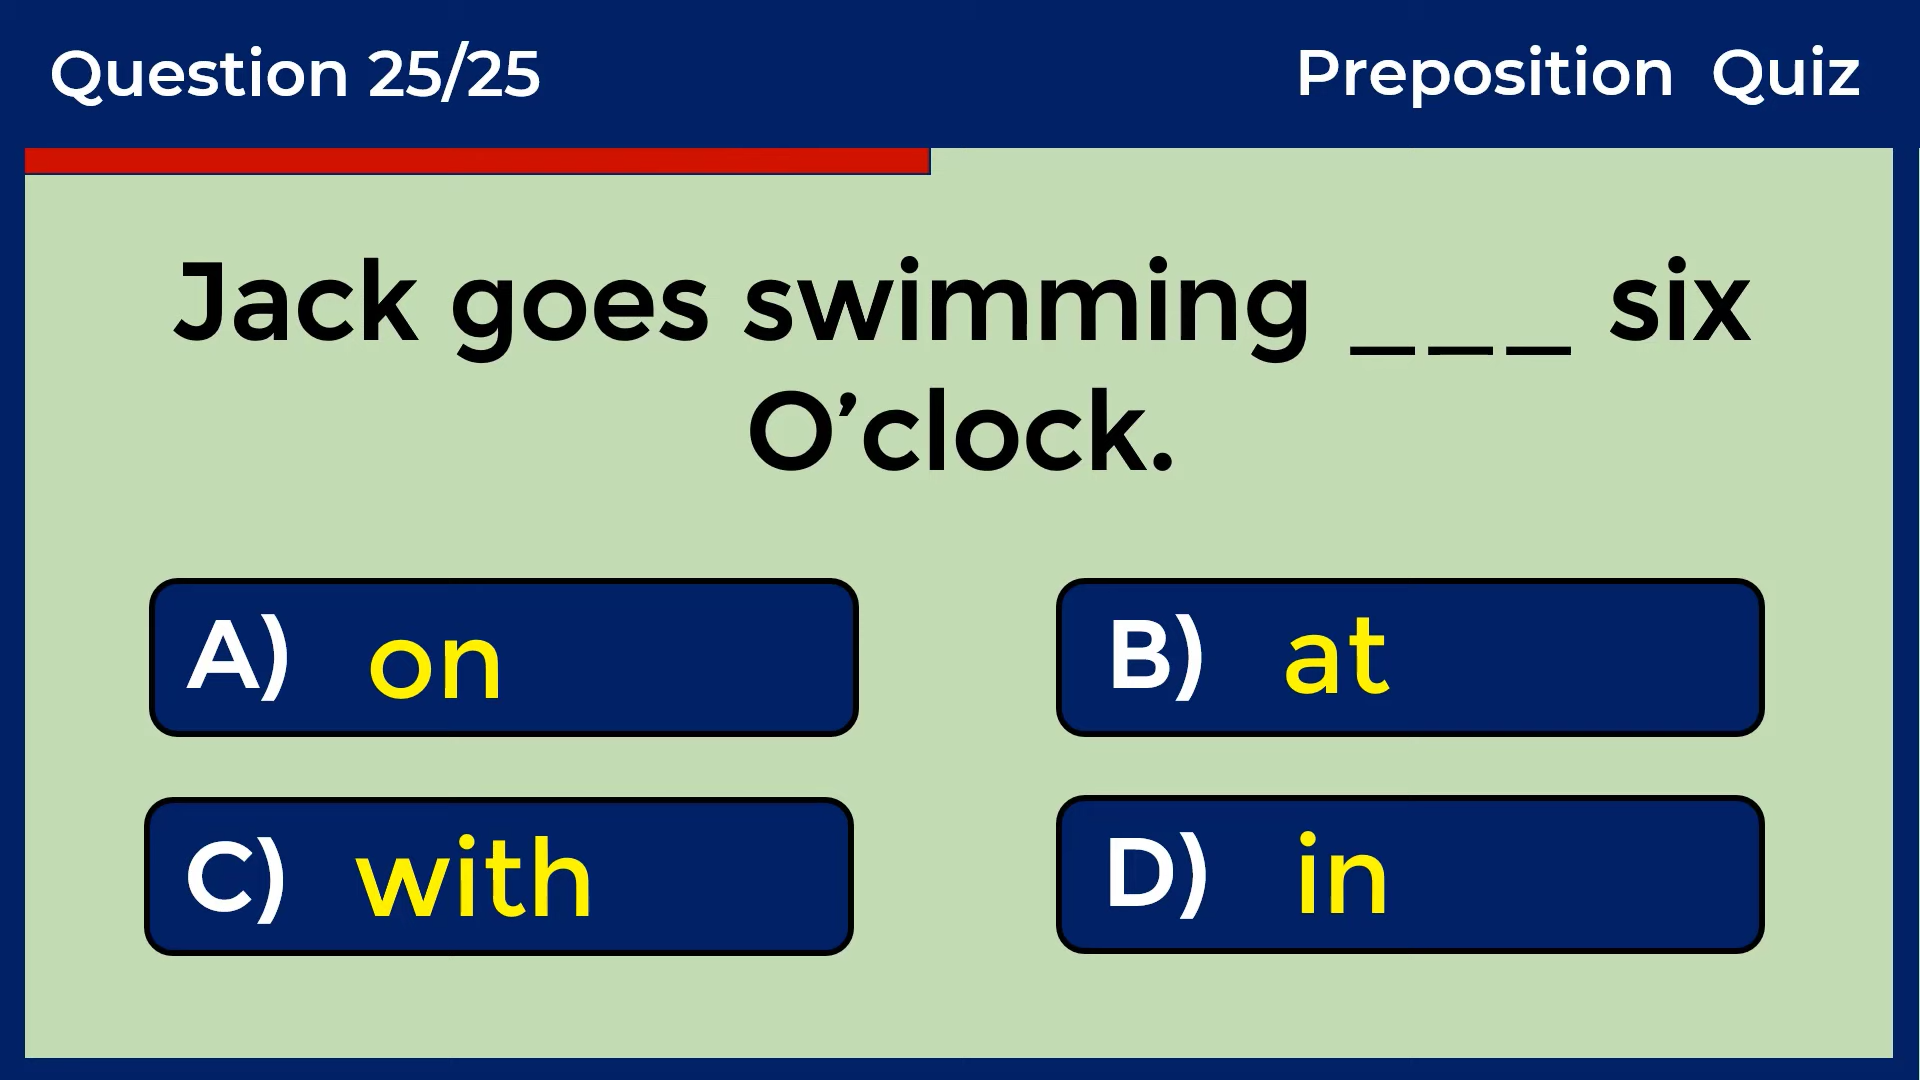 Question 25/25
Preposition Quiz
Jack goes swimming ___ six
O’clock.
A) on
B) at
C) with
D) in